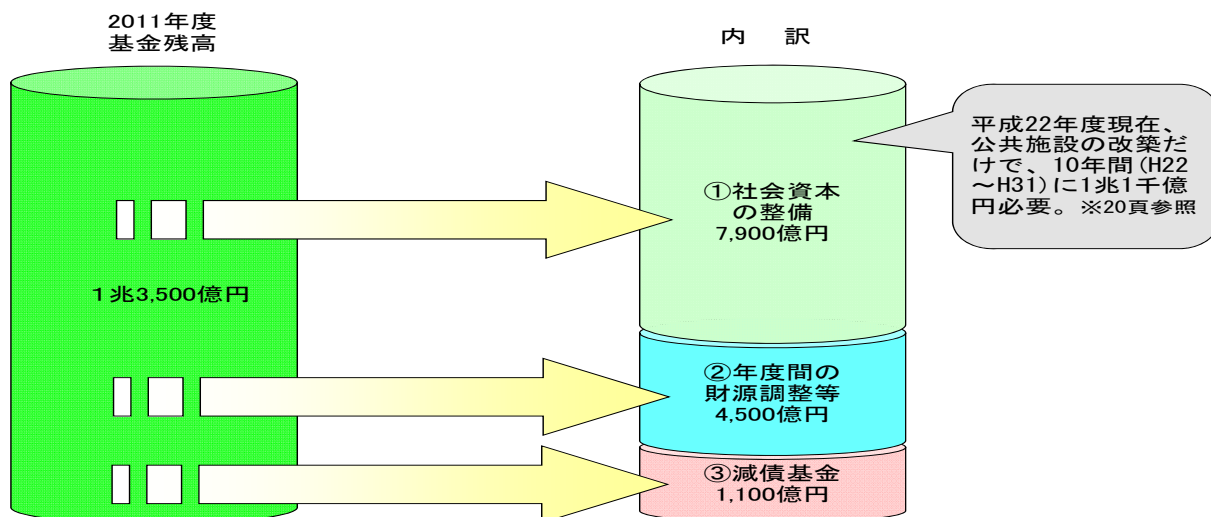 2011年度
基金残高
内　訳
1兆3,500億円
①社会資本
の整備
7,900億円
②年度間の
財源調整等
4,500億円
③減債基金
1,100億円
平成22年度現在、
公共施設の改築だ
けで、10年間(H22
～H31)に1兆1千億
円必要。※20頁参照